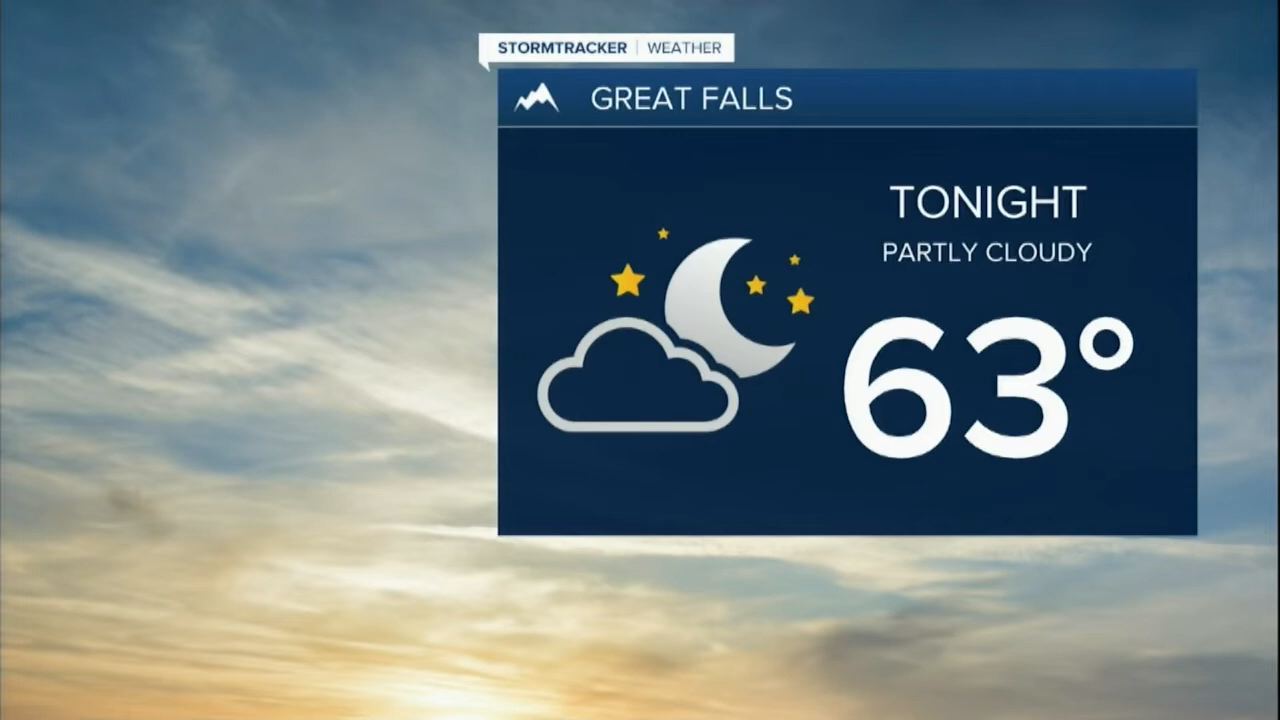 STORMTRACKER | WEATHER
GREAT FALLS
TONIGHT
PARTLY CLOUDY
63°